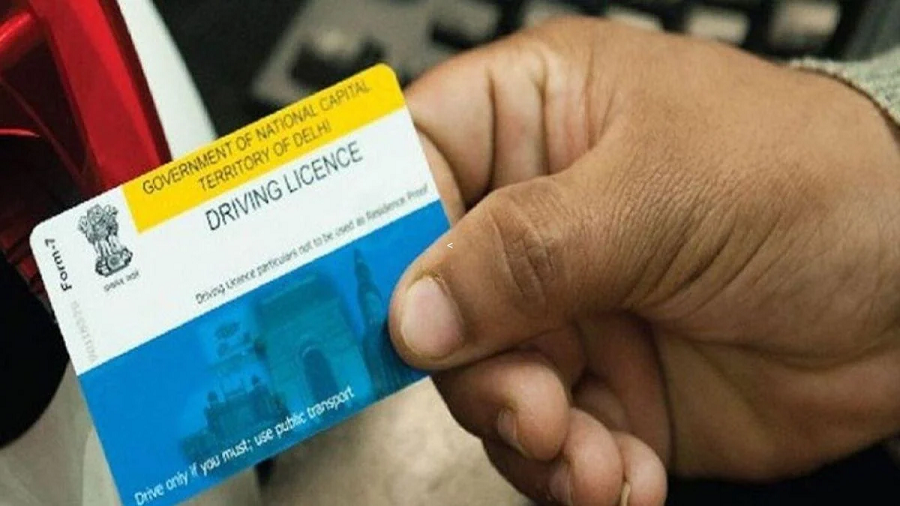 GOVERNMENT OF NATIONAL CAPITAL
TERRITORY OF DELHI
DRIVING LICENCE
Form-7
Driving Licence particulars not to be used as Residence Proof
Drive only if you must; use public transport